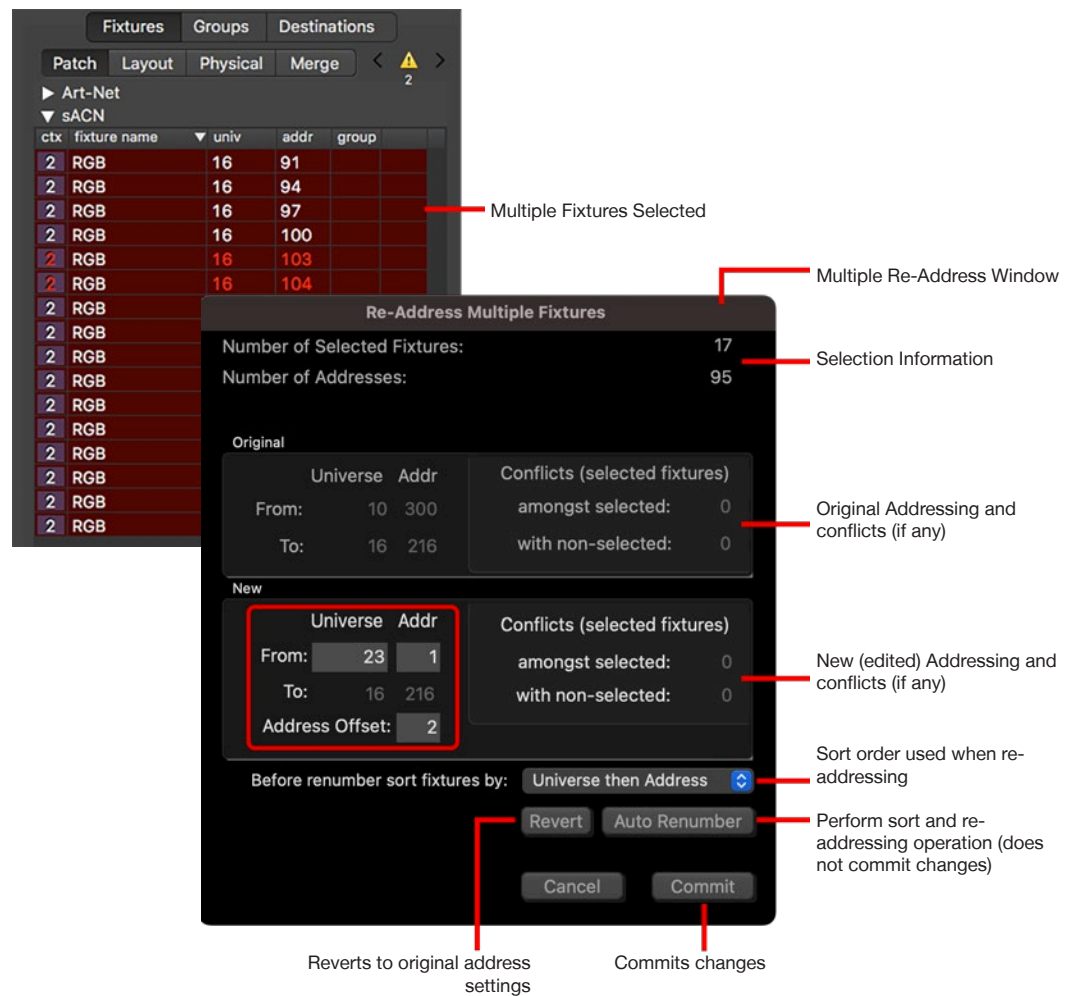 Fixtures Groups Destinations
Patch Layout Physical Merge < >
2
Art-Net
sACN
ctx fixture name univ addr group
2 RGB 16 91
2 RGB 16 94
2 RGB 16 97
2 RGB 16 100
2 RGB 16 103
2 RGB 16 104
2 RGB
2 RGB
2 RGB
2 RGB
2 RGB
2 RGB
2 RGB
2 RGB
2 RGB
2 RGB
Multiple Fixtures Selected
Multiple Re-Address Window
Re-Address Multiple Fixtures
Number of Selected Fixtures: 17
Number of Addresses: 95
Selection Information
Original
Universe Addr
From: 10 300
To: 16 216
Conflicts (selected fixtures)
amongst selected: 0
with non-selected: 0
Original Addressing and
conflicts (if any)
New
Universe Addr
From: 23 1
To: 16 216
Address Offset: 2
Conflicts (selected fixtures)
amongst selected: 0
with non-selected: 0
New (edited) Addressing and
conflicts (if any)
Before renumber sort fixtures by: Universe then Address
Sort order used when re-
addressing
Revert Auto Renumber
Perform sort and re-
addressing operation (does
not commit changes)
Cancel Commit
Reverts to original address
settings
Commits changes